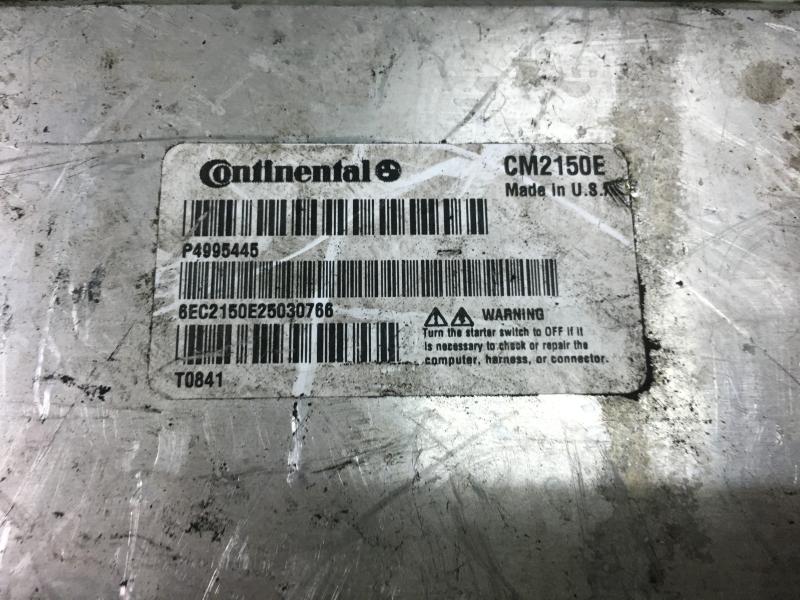 Continental
CM2150E
Made in U.S.
P4995445
6EC2150E25030766
WARNING
Turn the starter switch to OFF if it
is necessary to check or repair the
computer, harness, or connector.
T0841